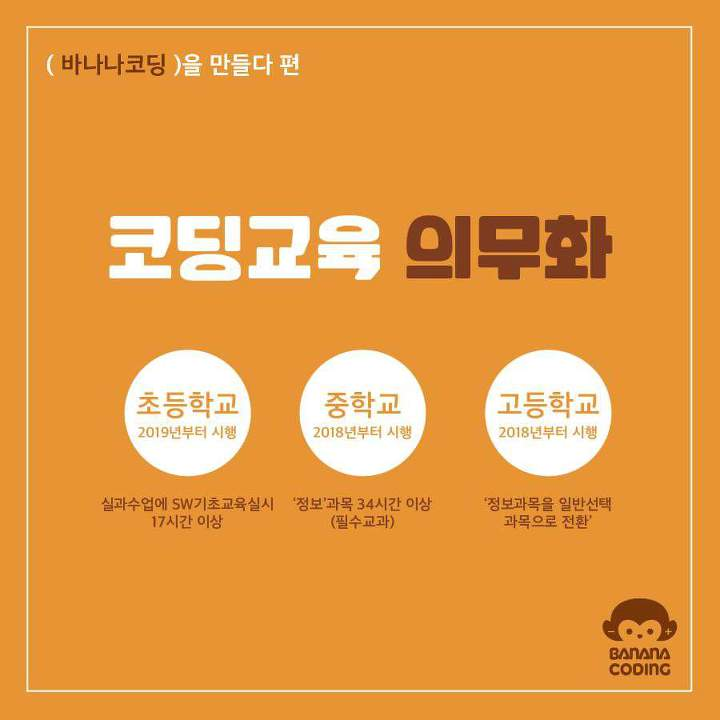 ( 바나나코딩 )을 만들다 편
코딩교육 의무화
초등학교
2019년부터 시행
실과수업에 SW기초교육실시
17시간 이상
중학교
2018년부터 시행
‘정보’과목 34시간 이상
(필수교과)
고등학교
2018년부터 시행
‘정보과목을 일반선택
과목으로 전환’
BANANA
CODING